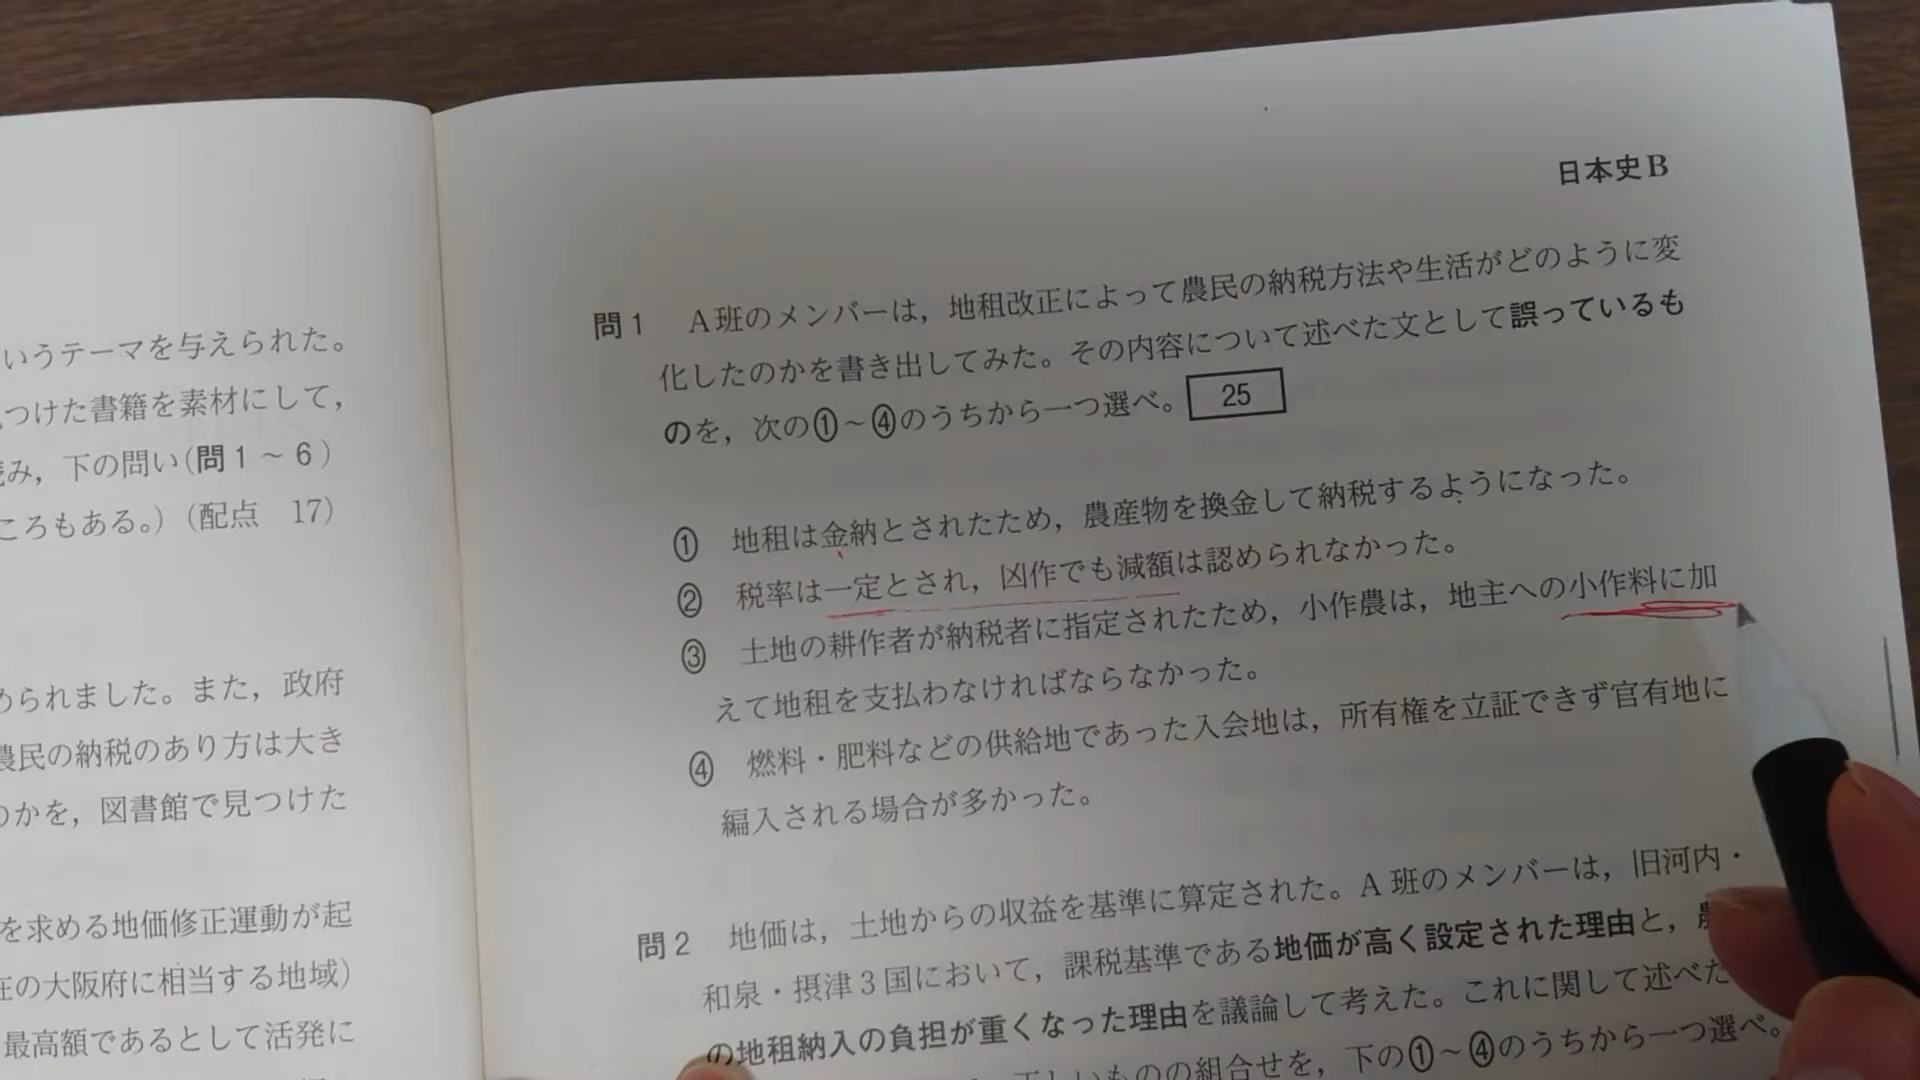 いうテーマを与えられた。
つけた書籍を素材にして，
み，下の問い(問1～6)
ころもある。) (配点 17)
められました。また，政府
農民の納税のあり方は大き
のかを，図書館で見つけた
を求める地価修正運動が起
在の大阪府に相当する地域)
最高額であるとして活発に
日本史B
問1 A班のメンバーは，地租改正によって農民の納税方法や生活がどのように変
化したのかを書き出してみた。その内容について述べた文として誤っているも
のを，次の①～④のうちから一つ選べ。 25
① 地租は金納とされたため，農産物を換金して納税するようになった。
② 税率は一定とされ，凶作でも減額は認められなかった。
③ 土地の耕作者が納税者に指定されたため，小作農は，地主への小作料に加
えて地租を支払わなければならなかった。
④ 燃料・肥料などの供給地であった入会地は，所有権を立証できず官有地に
編入される場合が多かった。
問2 地価は，土地からの収益を基準に算定された。A班のメンバーは，旧河内・
和泉・摂津3国において，課税基準である地価が高く設定された理由と，
の地租納入の負担が重くなった理由を議論して考えた。これに関して述べた
正しいものの組合せを，下の①～④のうちから一つ選べ。